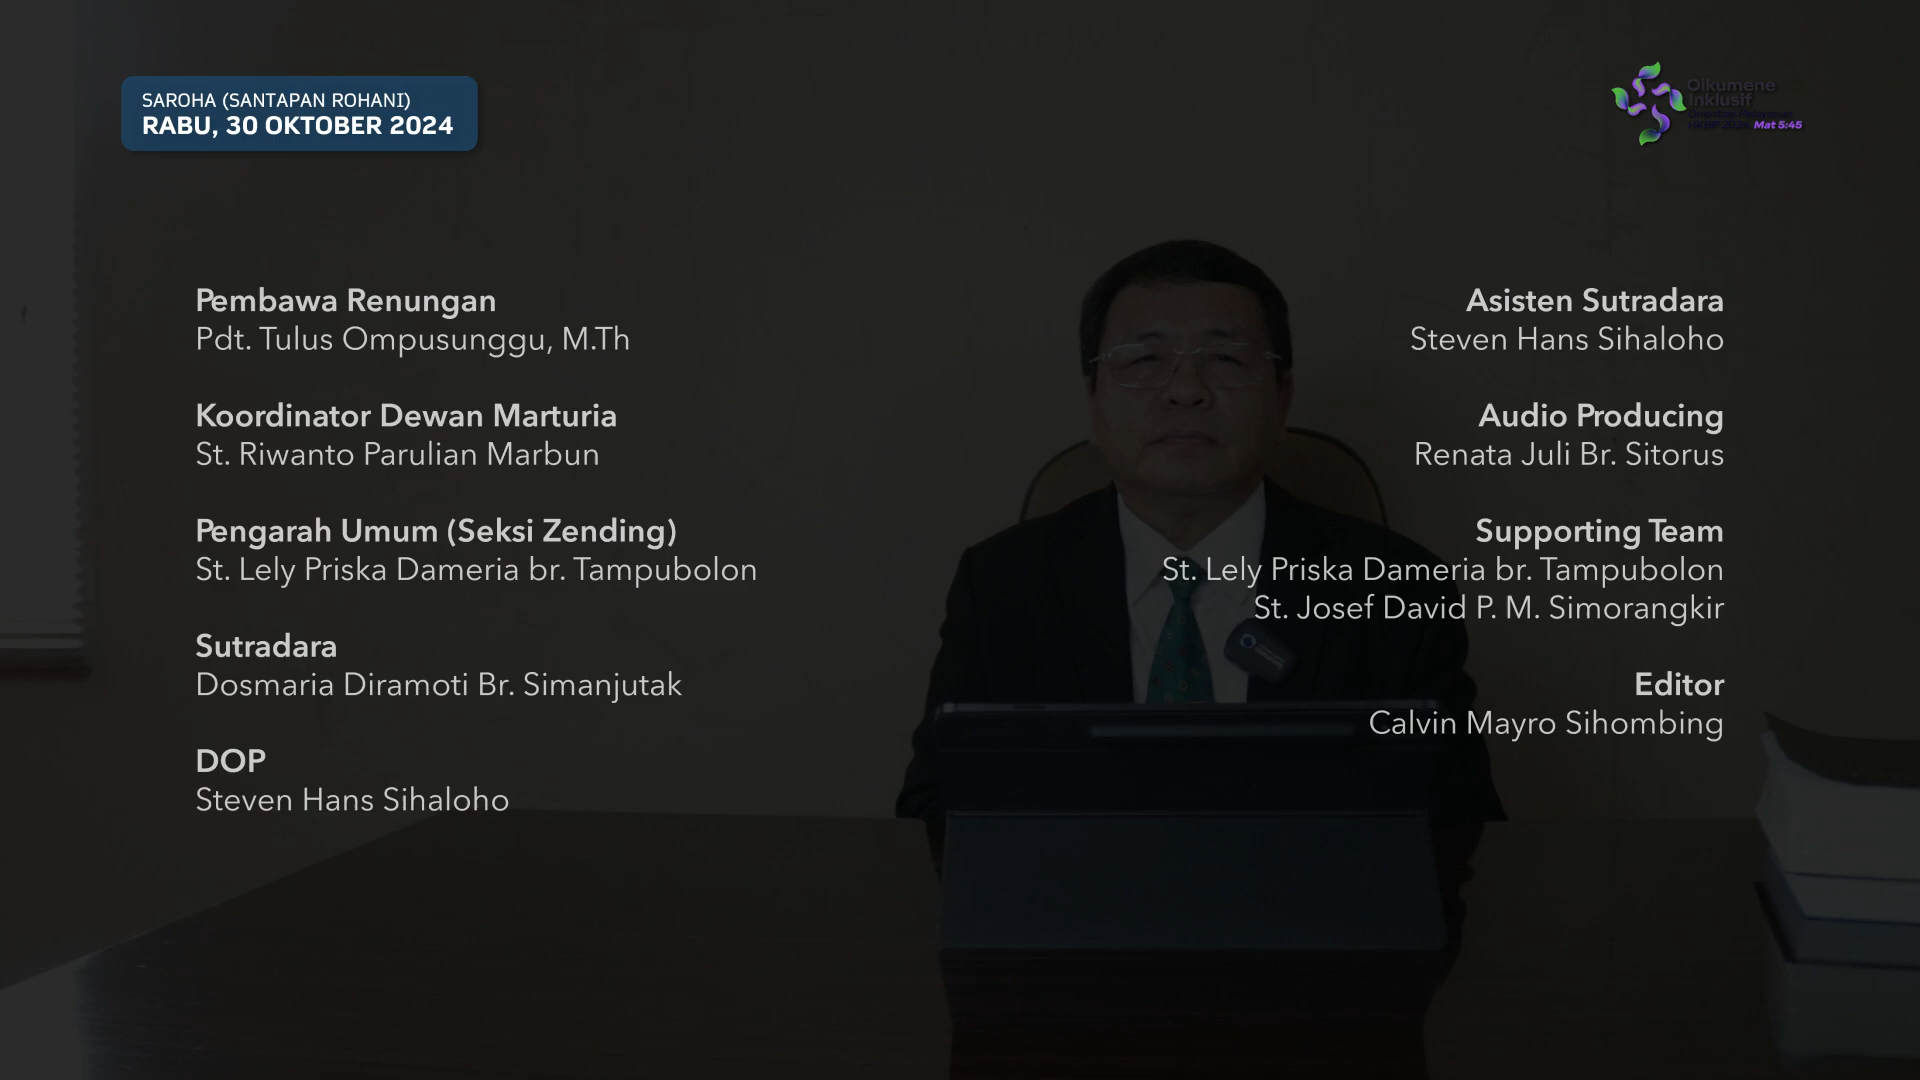 SAROHA (SANTAPAN ROHANI)
RABU, 30 OKTOBER 2024
Oikumene
Inklusif
HKBP 2024 Mat 5:45
Pembawa Renungan
Pdt. Tulus Ompusunggu, M.Th
Koordinator Dewan Marturia
St. Riwanto Parulian Marbun
Pengarah Umum (Seksi Zending)
St. Lely Priska Dameria br. Tampubolon
Sutradara
Dosmaria Diramoti Br. Simanjutak
DOP
Steven Hans Sihaloho
Asisten Sutradara
Steven Hans Sihaloho
Audio Producing
Renata Juli Br. Sitorus
Supporting Team
St. Lely Priska Dameria br. Tampubolon
St. Josef David P. M. Simorangkir
Editor
Calvin Mayro Sihombing